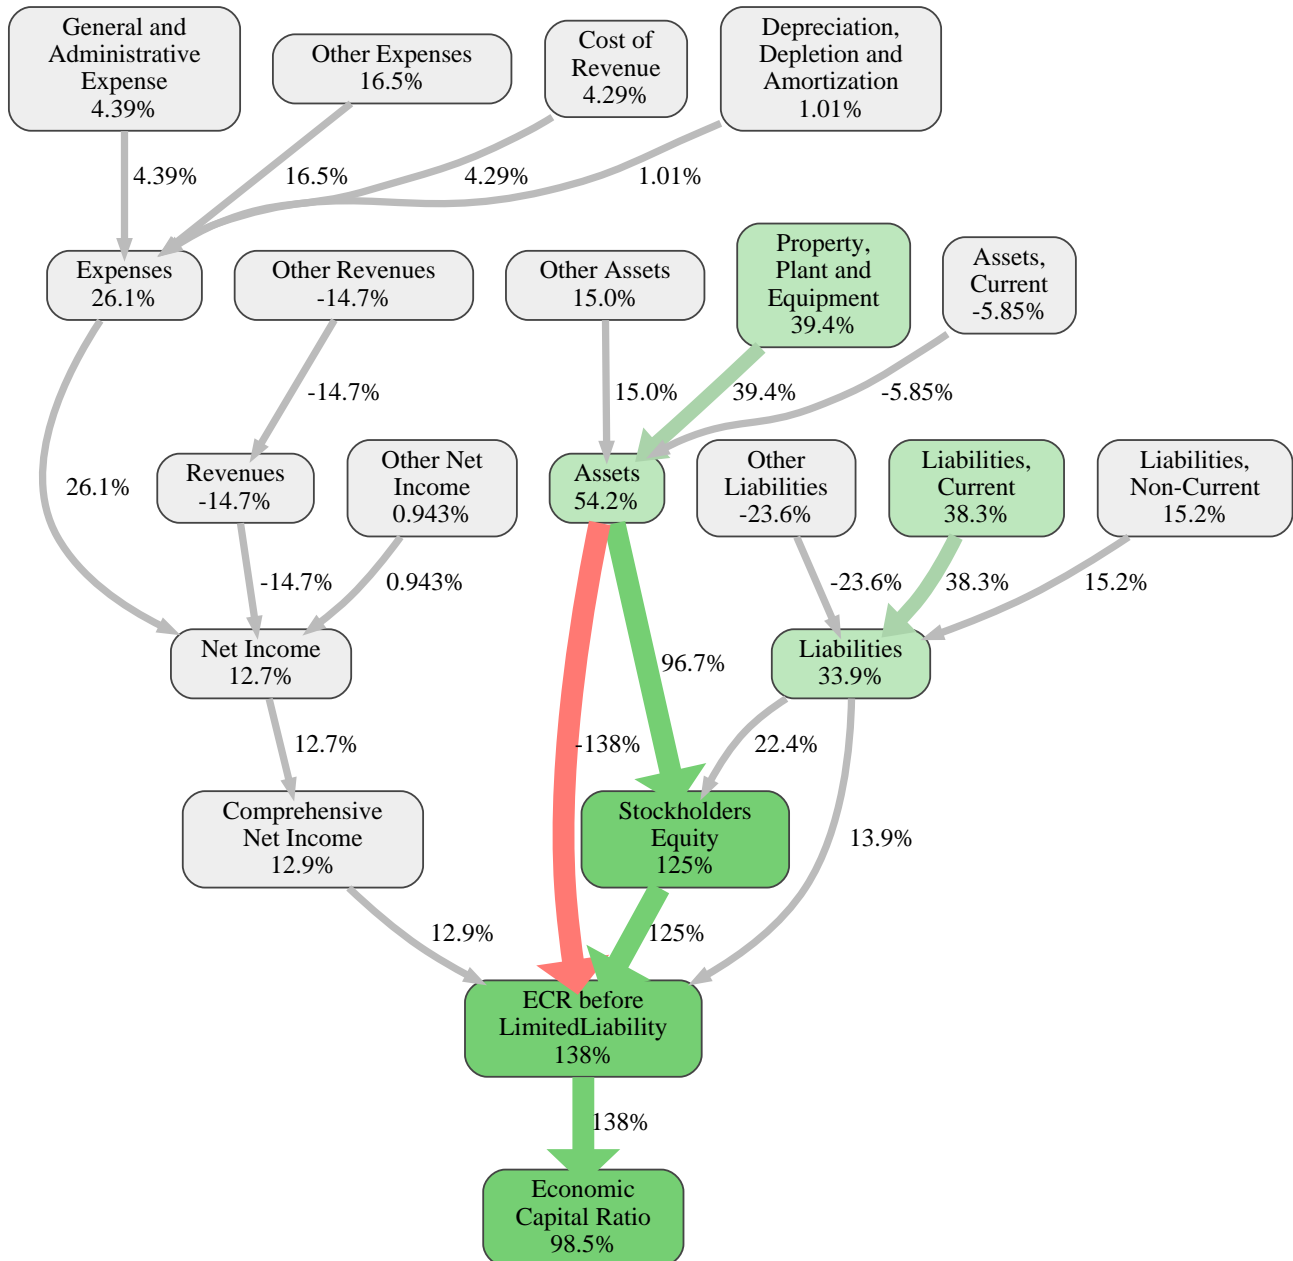 General and
Administrative
Expense
4.39%
Other Expenses
16.5%
Cost of
Revenue
4.29%
Depreciation,
Depletion and
Amortization
1.01%
4.39%
16.5%
4.29%
1.01%
Expenses
26.1%
Other Revenues
-14.7%
Other Assets
15.0%
Property,
Plant and
Equipment
39.4%
Assets,
Current
-5.85%
-14.7%
15.0%
39.4%
-5.85%
26.1%
Revenues
-14.7%
Other Net
Income
0.943%
Assets
54.2%
Other
Liabilities
-23.6%
Liabilities,
Current
38.3%
Liabilities,
Non-Current
15.2%
-14.7%
0.943%
-23.6%
38.3%
15.2%
Net Income
12.7%
96.7%
Liabilities
33.9%
12.7%
-138%
22.4%
Comprehensive
Net Income
12.9%
Stockholders
Equity
125%
13.9%
12.9%
125%
ECR before
LimitedLiability
138%
138%
Economic
Capital Ratio
98.5%